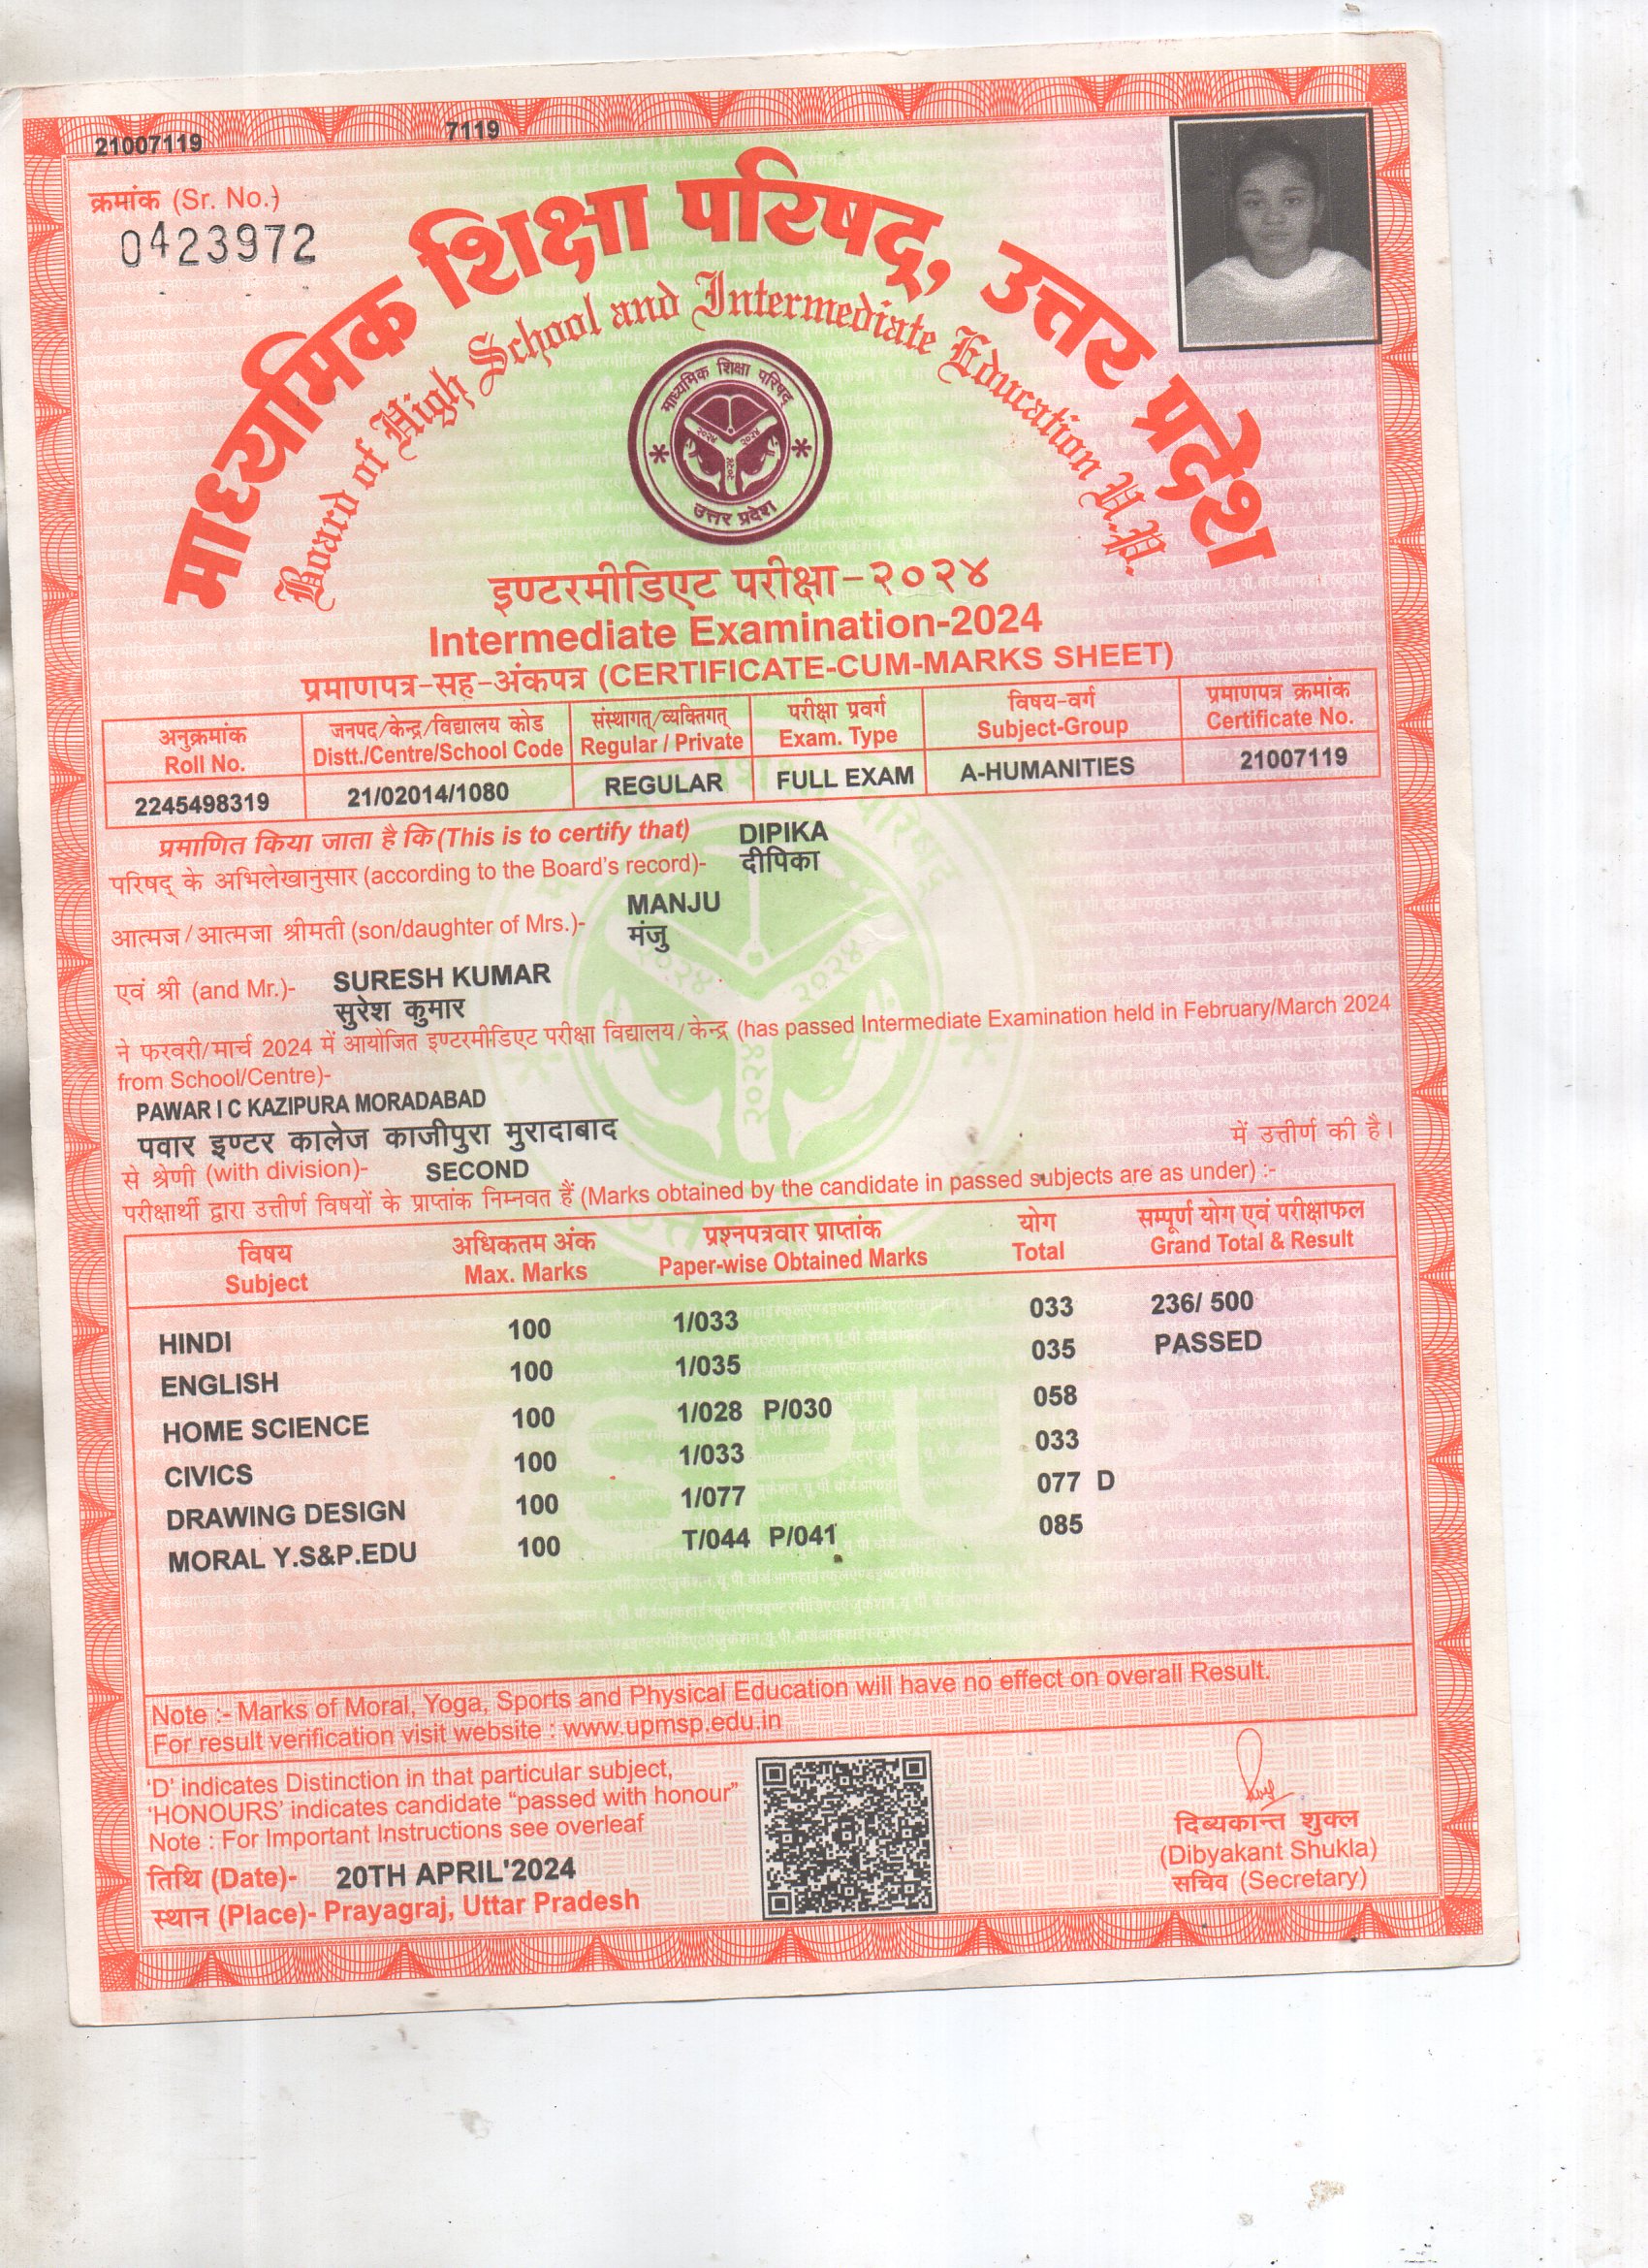 21007119 7119
क्रमांक (Sr. No.)
0423972
माध्यमिक शिक्षा परिषद्, उत्तर प्रदेश
Board of High School and Intermediate Education U.P.
माध्यमिक शिक्षा परिषद्
२०२४ २०२४
२०२४
उत्तर प्रदेश
इण्टरमीडिएट परीक्षा-२०२४
Intermediate Examination-2024
प्रमाणपत्र-सह-अंकपत्र (CERTIFICATE-CUM-MARKS SHEET)
अनुक्रमांक जनपद/केन्द्र/विद्यालय कोड संस्थागत्/व्यक्तिगत् परीक्षा प्रवर्ग विषय-वर्ग प्रमाणपत्र क्रमांक
Roll No. Distt./Centre/School Code Regular / Private Exam. Type Subject-Group Certificate No.
2245498319 21/02014/1080 REGULAR FULL EXAM A-HUMANITIES 21007119
प्रमाणित किया जाता है कि (This is to certify that) DIPIKA
परिषद् के अभिलेखानुसार (according to the Board's record)- दीपिका
MANJU
आत्मज/आत्मजा श्रीमती (son/daughter of Mrs.)- मंजु
एवं श्री (and Mr.)- SURESH KUMAR
सुरेश कुमार
ने फरवरी/मार्च 2024 में आयोजित इण्टरमीडिएट परीक्षा विद्यालय/केन्द्र (has passed Intermediate Examination held in February/March 2024
from School/Centre)-
PAWAR I C KAZIPURA MORADABAD
पवार इण्टर कालेज काजीपुरा मुरादाबाद में उत्तीर्ण की है।
से श्रेणी (with division)- SECOND
परीक्षार्थी द्वारा उत्तीर्ण विषयों के प्राप्तांक निम्नवत हैं (Marks obtained by the candidate in passed subjects are as under) :-
विषय अधिकतम अंक प्रश्नपत्रवार प्राप्तांक योग सम्पूर्ण योग एवं परीक्षाफल
Subject Max. Marks Paper-wise Obtained Marks Total Grand Total & Result
HINDI 100 1/033 033 236/ 500
ENGLISH 100 1/035 035 PASSED
HOME SCIENCE 100 1/028 P/030 058
CIVICS 100 1/033 033
DRAWING DESIGN 100 1/077 077 D
MORAL Y.S&P.EDU 100 T/044 P/041 085
Note :- Marks of Moral, Yoga, Sports and Physical Education will have no effect on overall Result.
For result verification visit website : www.upmsp.edu.in
'D' indicates Distinction in that particular subject,
'HONOURS' indicates candidate "passed with honour"
Note : For Important Instructions see overleaf
तिथि (Date)- 20TH APRIL'2024
स्थान (Place)- Prayagraj, Uttar Pradesh
दिब्यकान्त शुक्ल
(Dibyakant Shukla)
सचिव (Secretary)